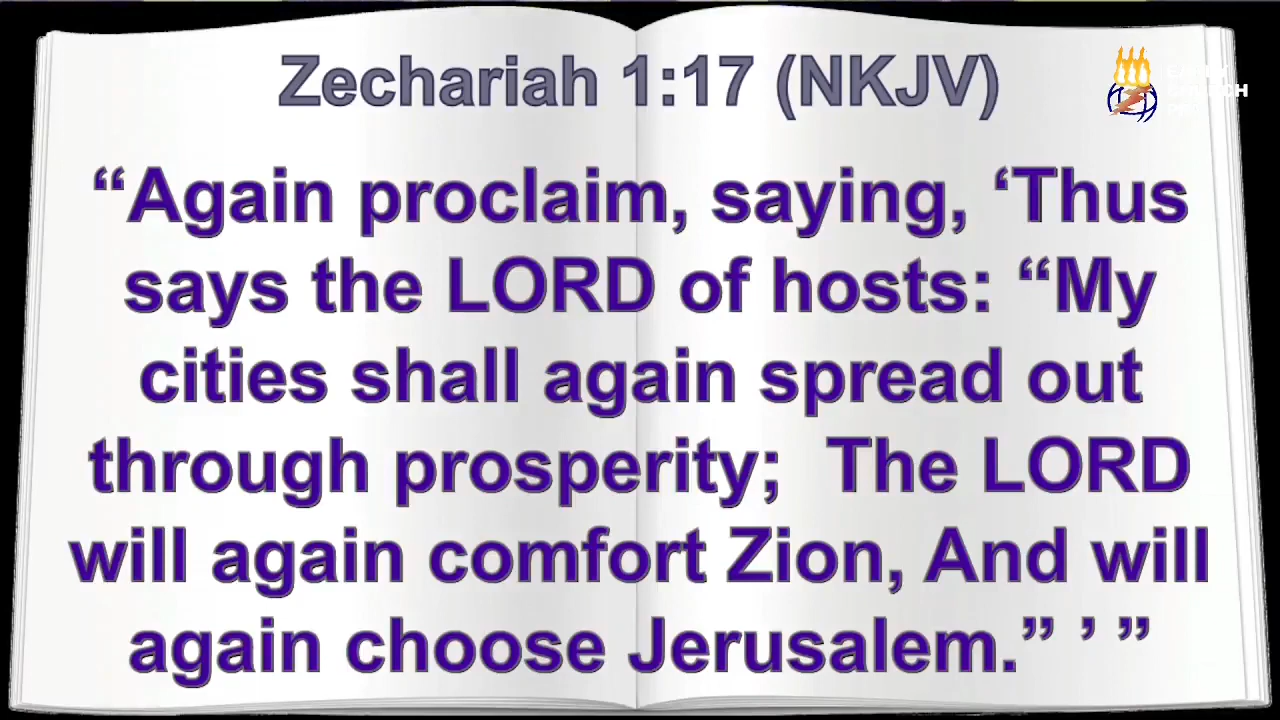 Zechariah 1:17 (NKJV)
“Again proclaim, saying, ‘Thus
says the LORD of hosts: “My
cities shall again spread out
through prosperity;  The LORD
will again comfort Zion, And will
again choose Jerusalem.” ’ ”